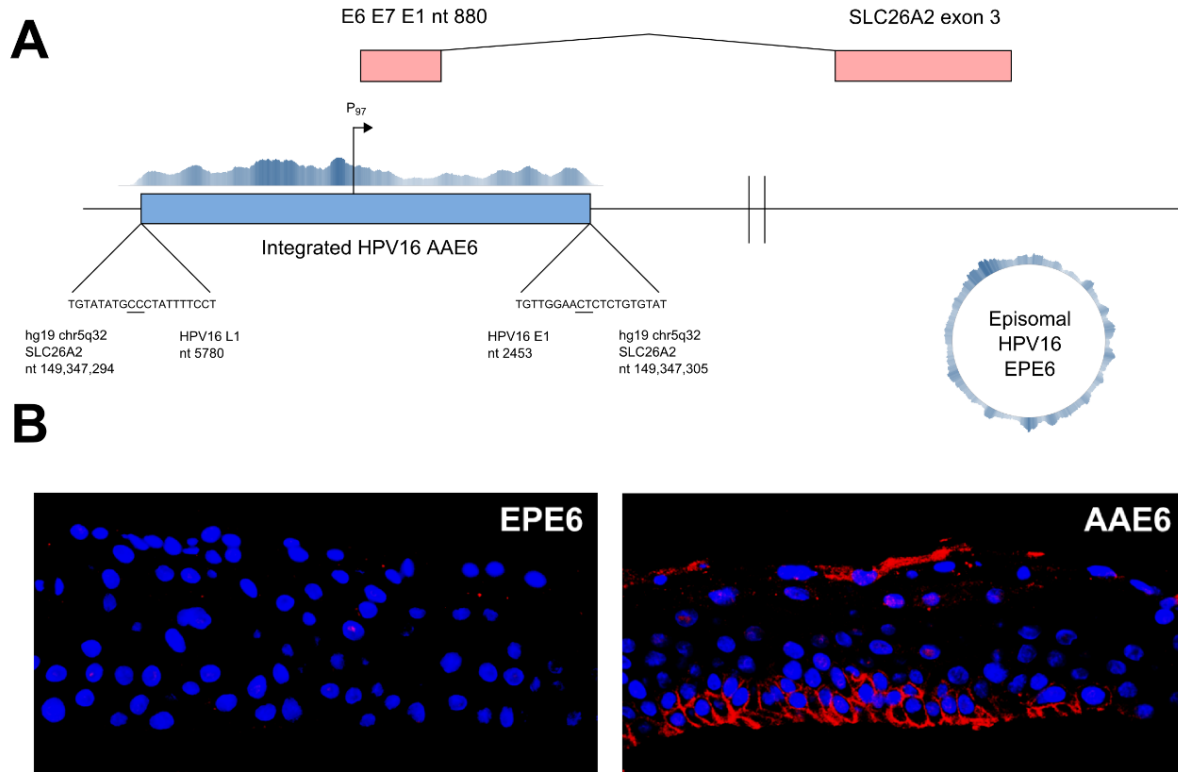 A
E6 E7 E1 nt 880
SLC26A2 exon 3
P97
Integrated HPV16 AAE6
TGTATATGCCCTATTTTCCT
TGTTGGAACTCTCTGTGTAT
hg19 chr5q32
SLC26A2
nt 149,347,294
HPV16 L1
nt 5780
HPV16 E1
nt 2453
hg19 chr5q32
SLC26A2
nt 149,347,305
Episomal
HPV16
EPE6
B
EPE6
AAE6